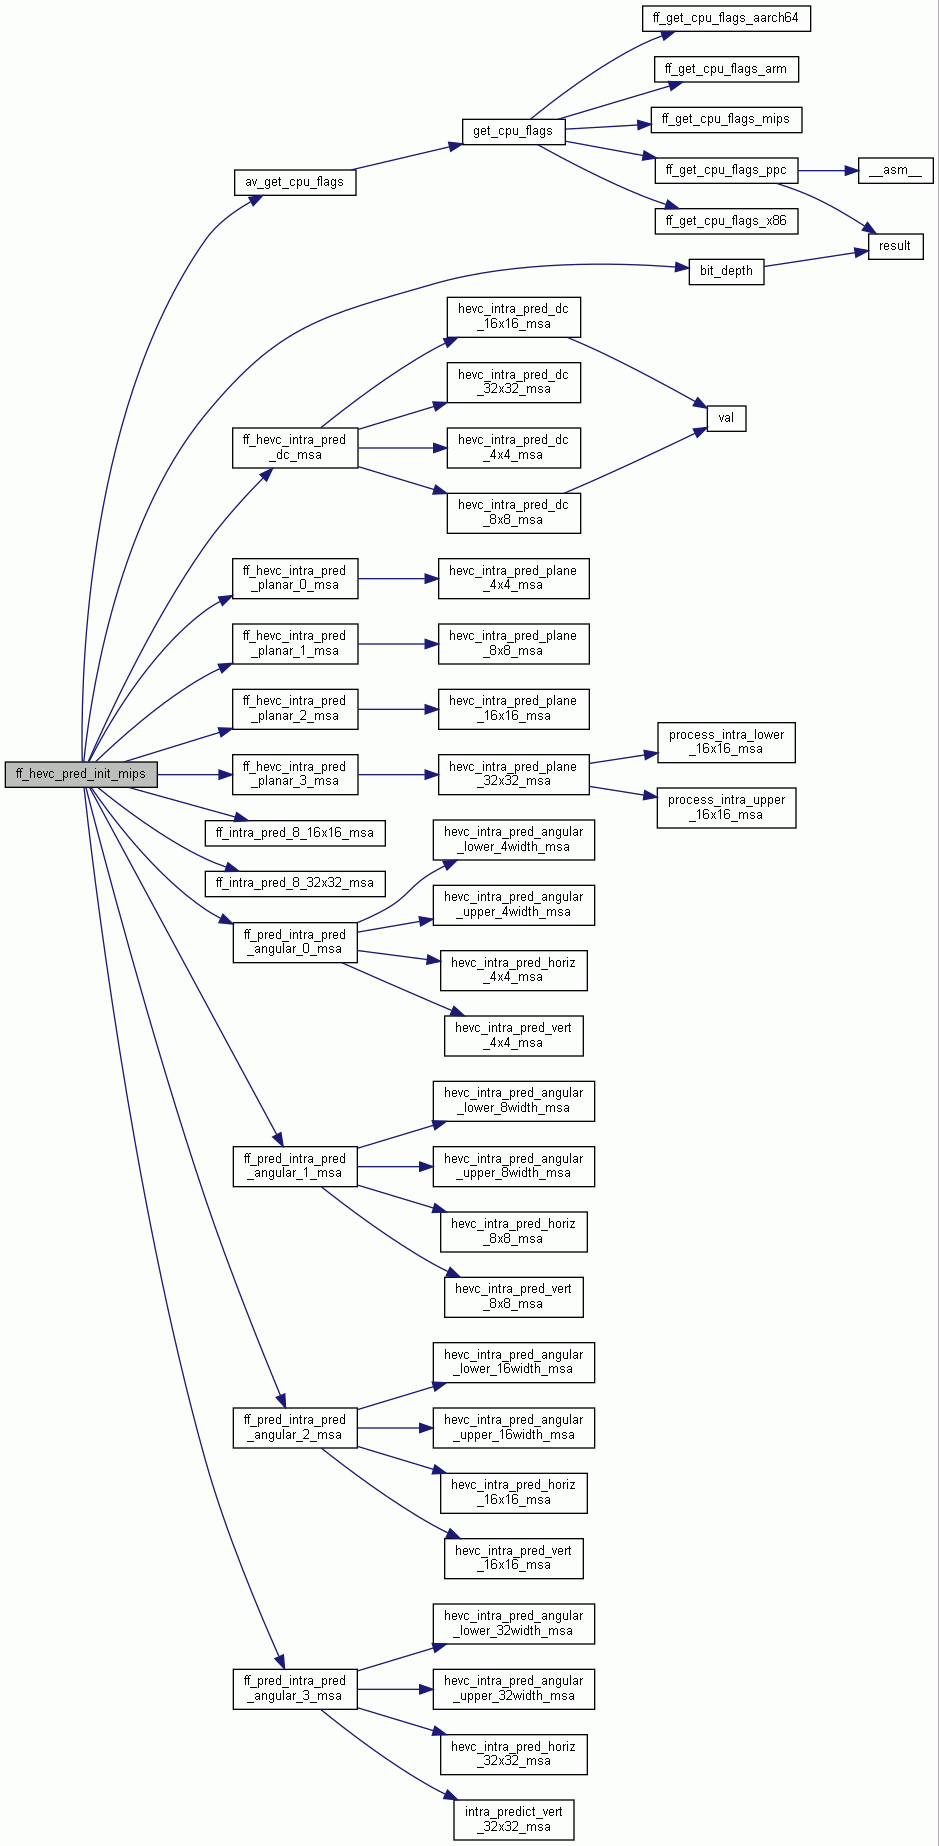 ff_get_cpu_flags_aarch64
ff_get_cpu_flags_arm
ff_get_cpu_flags_mips
get_cpu_flags
ff_get_cpu_flags_ppc
__asm__
av_get_cpu_flags
ff_get_cpu_flags_x86
result
bit_depth
hevc_intra_pred_dc
_16x16_msa
hevc_intra_pred_dc
_32x32_msa
val
ff_hevc_intra_pred
_dc_msa
hevc_intra_pred_dc
_4x4_msa
hevc_intra_pred_dc
_8x8_msa
ff_hevc_intra_pred
_planar_0_msa
hevc_intra_pred_plane
_4x4_msa
ff_hevc_intra_pred
_planar_1_msa
hevc_intra_pred_plane
_8x8_msa
ff_hevc_intra_pred
_planar_2_msa
hevc_intra_pred_plane
_16x16_msa
process_intra_lower
_16x16_msa
ff_hevc_pred_init_mips
ff_hevc_intra_pred
_planar_3_msa
hevc_intra_pred_plane
_32x32_msa
process_intra_upper
_16x16_msa
ff_intra_pred_8_16x16_msa
hevc_intra_pred_angular
_lower_4width_msa
ff_intra_pred_8_32x32_msa
hevc_intra_pred_angular
_upper_4width_msa
ff_pred_intra_pred
_angular_0_msa
hevc_intra_pred_horiz
_4x4_msa
hevc_intra_pred_vert
_4x4_msa
hevc_intra_pred_angular
_lower_8width_msa
ff_pred_intra_pred
_angular_1_msa
hevc_intra_pred_angular
_upper_8width_msa
hevc_intra_pred_horiz
_8x8_msa
hevc_intra_pred_vert
_8x8_msa
hevc_intra_pred_angular
_lower_16width_msa
ff_pred_intra_pred
_angular_2_msa
hevc_intra_pred_angular
_upper_16width_msa
hevc_intra_pred_horiz
_16x16_msa
hevc_intra_pred_vert
_16x16_msa
hevc_intra_pred_angular
_lower_32width_msa
ff_pred_intra_pred
_angular_3_msa
hevc_intra_pred_angular
_upper_32width_msa
hevc_intra_pred_horiz
_32x32_msa
intra_predict_vert
_32x32_msa